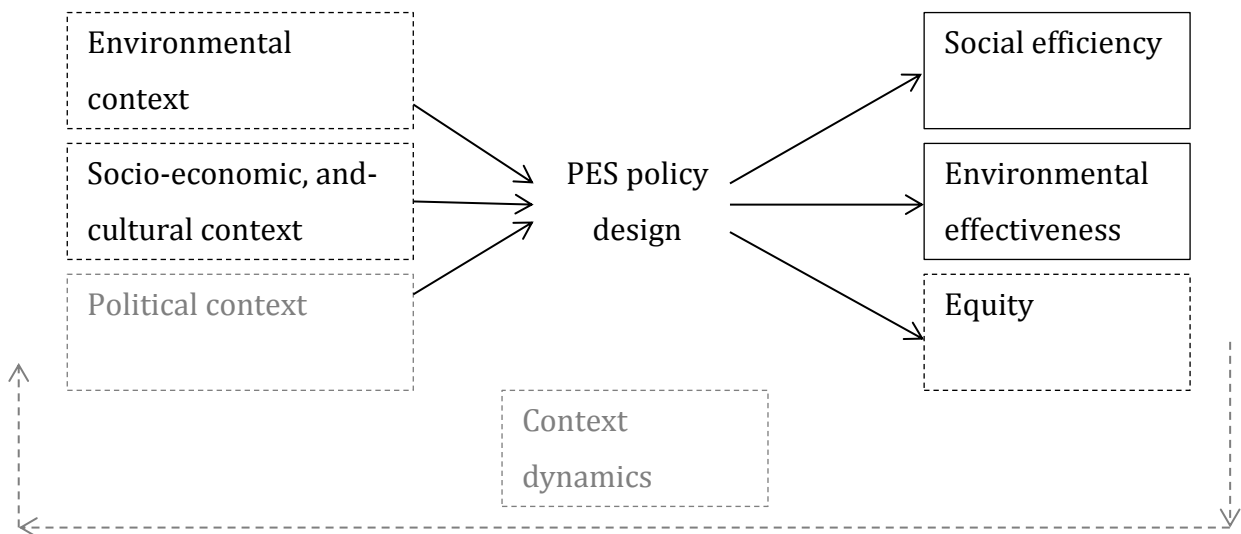 Environmental
context
Socio-economic, and-
cultural context
Political context
PES policy
design
Social efficiency
Environmental
effectiveness
Equity
Context
dynamics